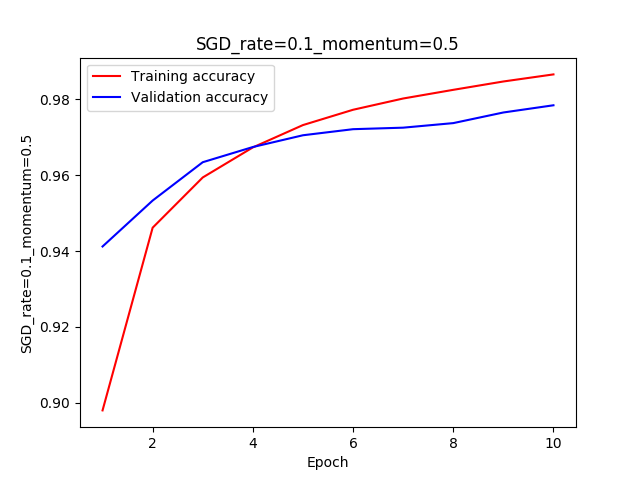 SGD_rate=0.1_momentum=0.5
Training accuracy
Validation accuracy
SGD_rate=0.1_momentum=0.5
0.98
0.96
0.94
0.92
0.90
2 4 6 8 10
Epoch